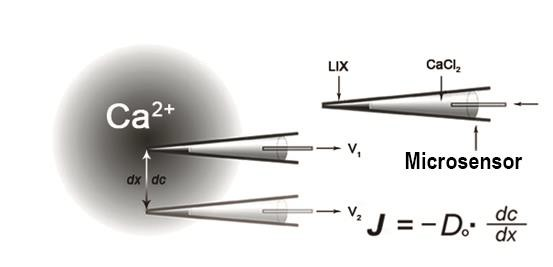 LIX
CaCl₂
Ca²⁺
V₁
Microsensor
dx dc
V₂
J = -D₀· dc/dx